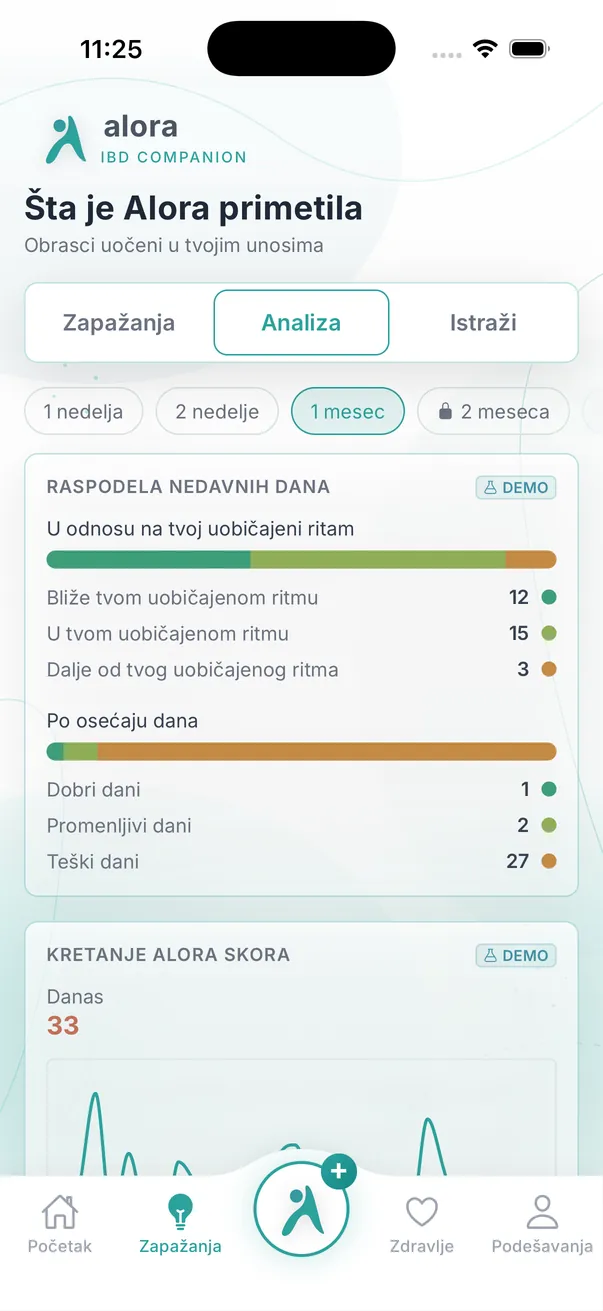 11:25
alora
IBD COMPANION
Šta je Alora primetila
Obrasci uočeni u tvojim unosima
Zapažanja Analiza Istraži
1 nedelja 2 nedelje 1 mesec 2 meseca
RASPODELA NEDAVNIH DANA DEMO
U odnosu na tvoj uobičajeni ritam
Bliže tvom uobičajenom ritmu 12
U tvom uobičajenom ritmu 15
Dalje od tvog uobičajenog ritma 3
Po osećaju dana
Dobri dani 1
Promenljivi dani 2
Teški dani 27
KRETANJE ALORA SKORA DEMO
Danas
33
Početak Zapažanja Zdravlje Podešavanja